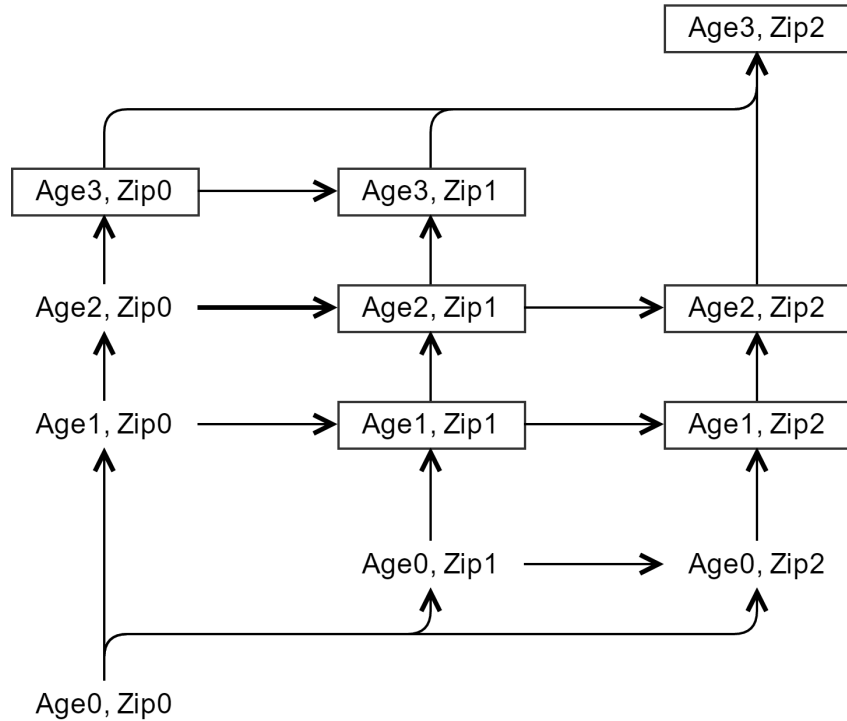 Age3, Zip2
Age3, Zip0
Age3, Zip1
Age2, Zip0
Age2, Zip1
Age2, Zip2
Age1, Zip0
Age1, Zip1
Age1, Zip2
Age0, Zip1
Age0, Zip2
Age0, Zip0